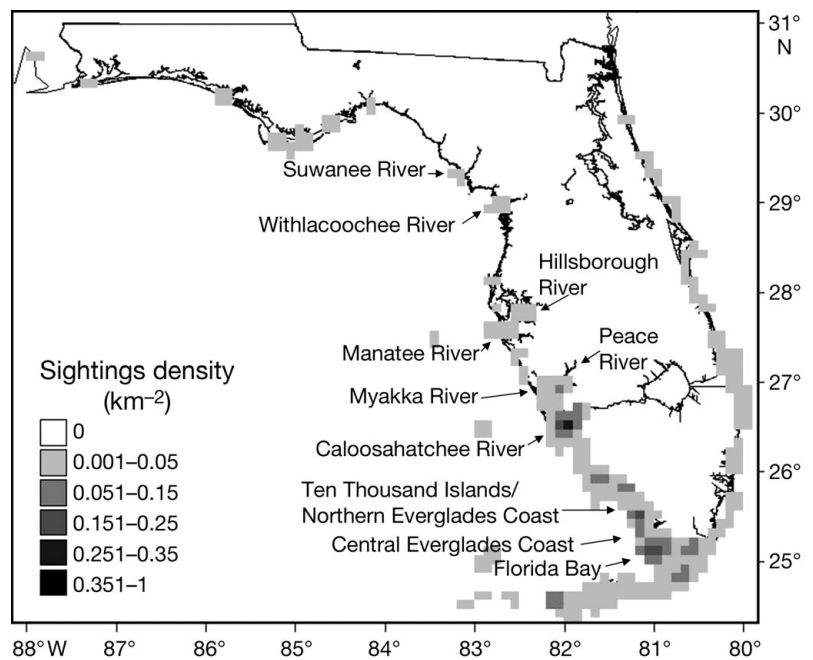 31°
N
30°
Suwanee River
29°
Withlacoochee River
Hillsborough
River
28°
Peace
River
Manatee River
Sightings density
(km–2)
27°
Myakka River
0
0.001–0.05
Caloosahatchee River
26°
0.051–0.15
Ten Thousand Islands/
Northern Everglades Coast
0.151–0.25
Central Everglades Coast
0.251–0.35
25°
Florida Bay
0.351–1
88°W 87° 86° 85° 84° 83° 82° 81° 80°